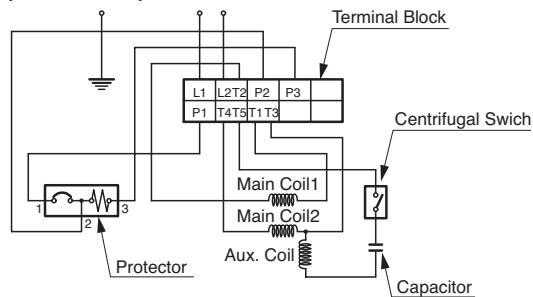 Terminal Block
L1 L2T2 P2 P3
P1 T4T5 T1T3
Centrifugal Swich
Main Coil1
1 3
Main Coil2
2
Aux. Coil
Protector
Capacitor